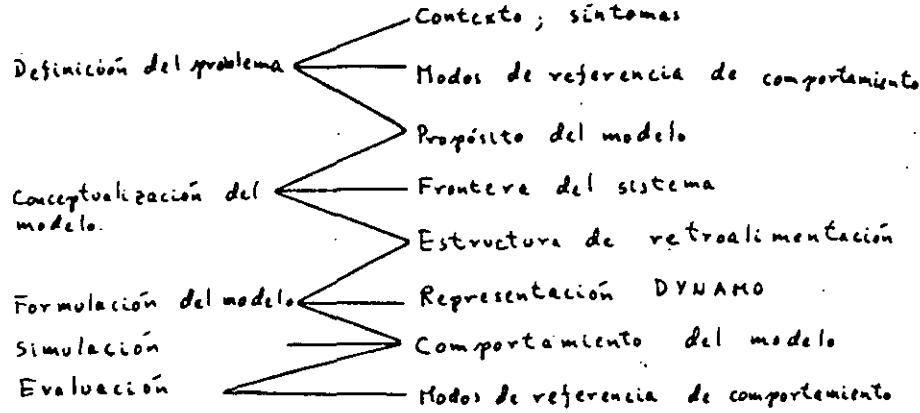 Contexto ; síntomas
Definición del problema
Modos de referencia de comportamiento
Propósito del modelo
Conceptualización del
modelo.
Frontera del sistema
Estructura de retroalimentación
Formulación del modelo
Representación DYNAMO
Simulación
Comportamiento del modelo
Evaluación
Modos de referencia de comportamiento